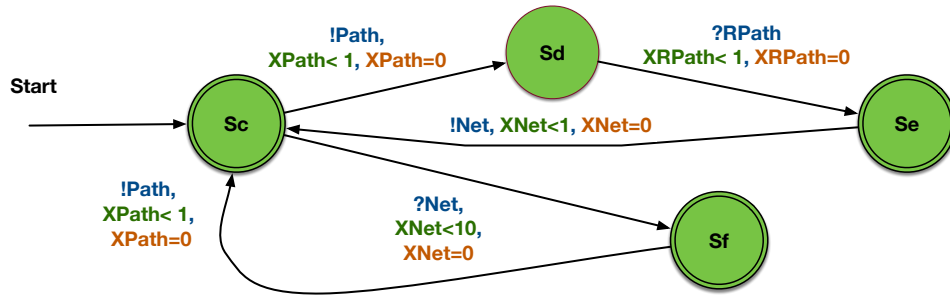 !Path,
XPath< 1, XPath=0
Sd
?RPath
XRPath< 1, XRPath=0
Start
Sc
!Net, XNet<1, XNet=0
Se
!Path,
XPath< 1,
XPath=0
?Net,
XNet<10,
XNet=0
Sf